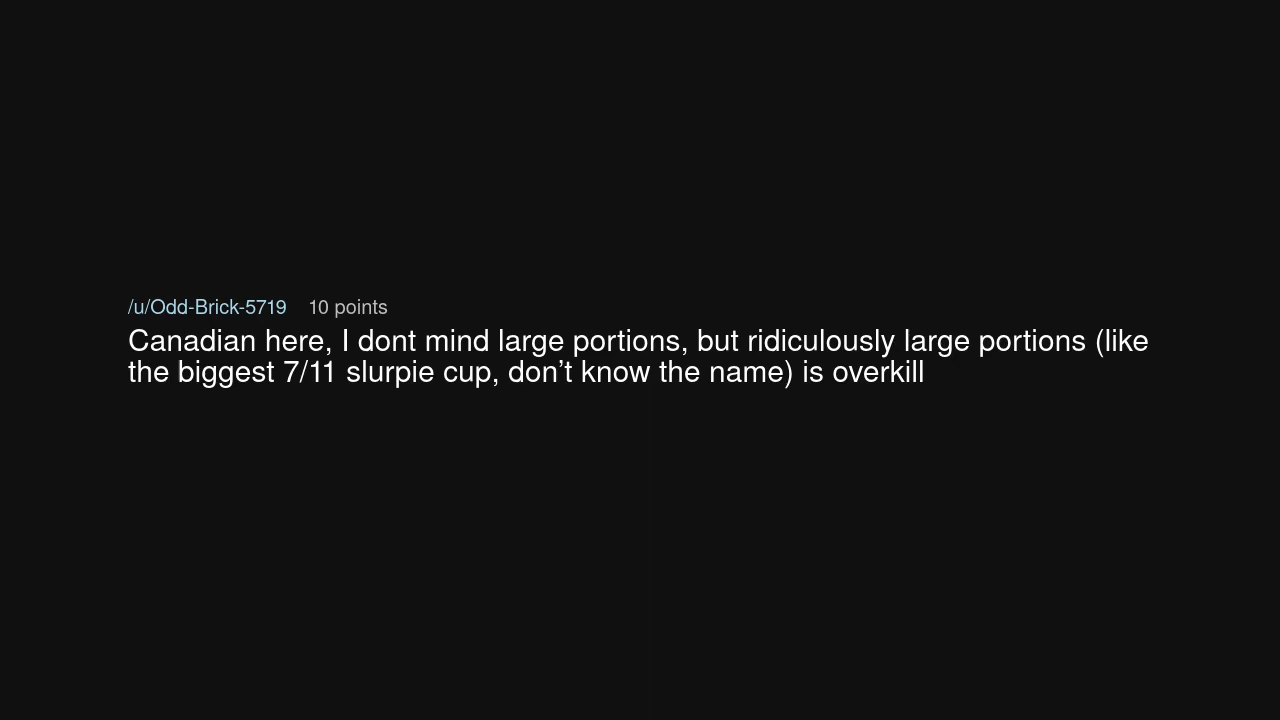 /u/Odd-Brick-5719 10 points
Canadian here, I dont mind large portions, but ridiculously large portions (like
the biggest 7/11 slurpie cup, don’t know the name) is overkill